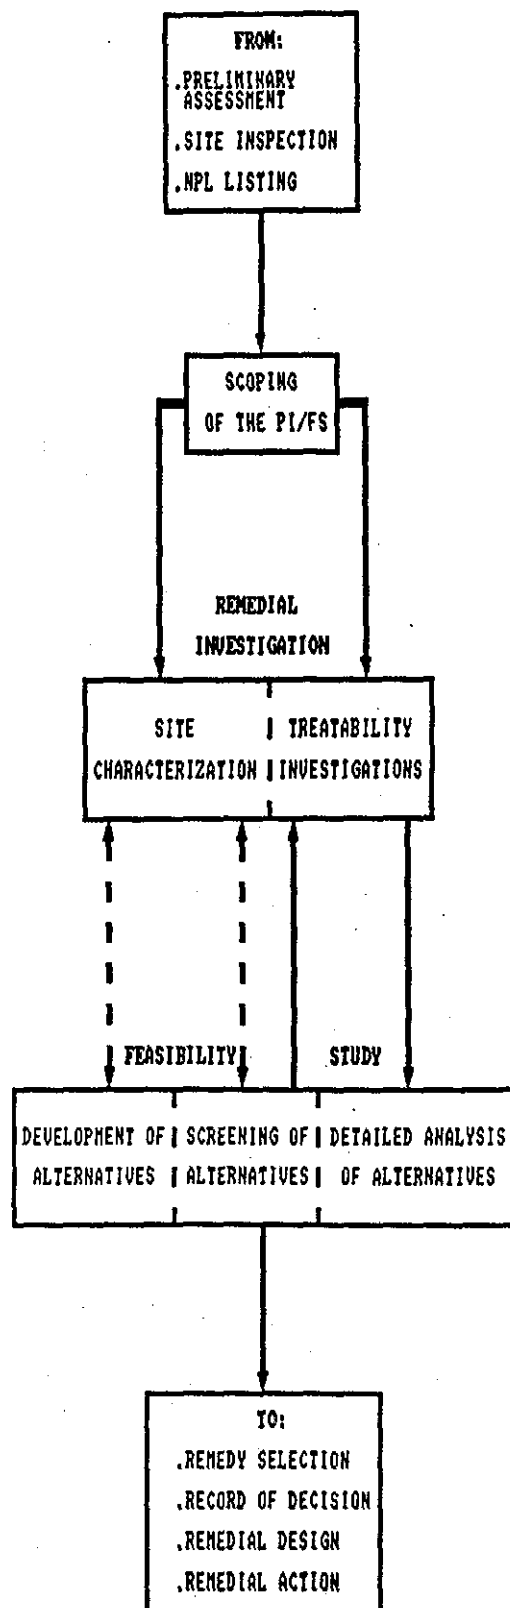 FROM:
.PRELIMINARY
ASSESSMENT
.SITE INSPECTION
.NPL LISTING
SCOPING
OF THE PI/FS
REMEDIAL
INVESTIGATION
SITE
CHARACTERIZATION
TREATABILITY
INVESTIGATIONS
FEASIBILITY
STUDY
DEVELOPMENT OF
ALTERNATIVES
SCREENING OF
ALTERNATIVES
DETAILED ANALYSIS
OF ALTERNATIVES
TO:
.REMEDY SELECTION
.RECORD OF DECISION
.REMEDIAL DESIGN
.REMEDIAL ACTION